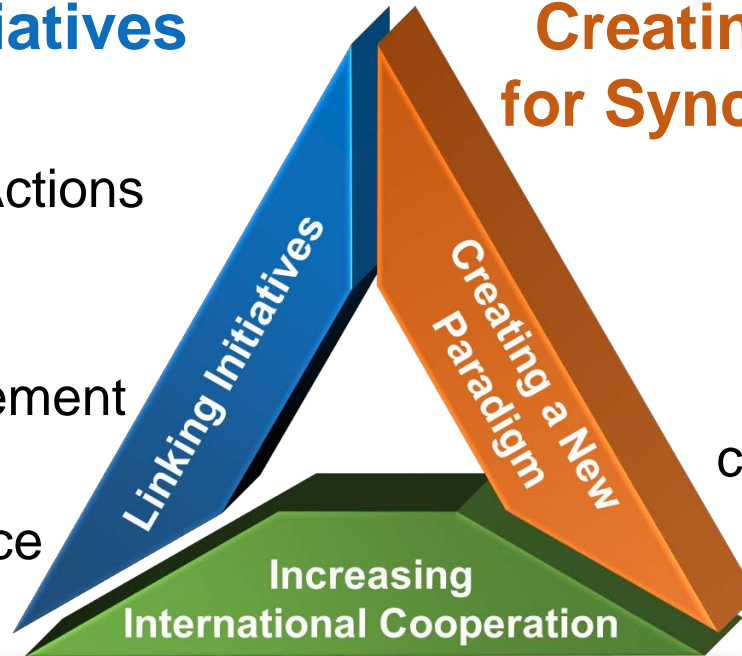 iatives
Creatin
for Sync
Actions
ement
ce
c
Linking Initiatives
Creating a New
Paradigm
Increasing
International Cooperation